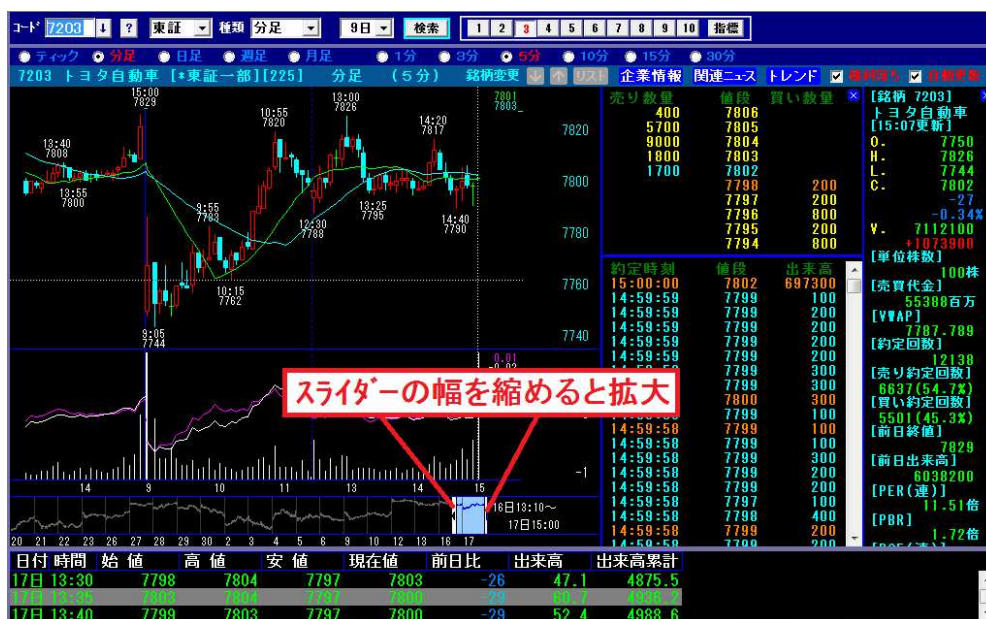 コード 7203 ↓ ? 東証 種類 分足 9日 検索 1 2 3 4 5 6 7 8 9 10 指標
ティック 分足 日足 週足 月足 1分 3分 5分 10分 15分 30分
7203 トヨタ自動車 [*東証一部][225] 分足 (5分) 銘柄変更 リスト 企業情報 関連ニュース トレンド 自動更新
15:00
7829
13:00
7826
7801
7803
10:55
7820
14:20
7817
7820
13:40
7808
13:55
7800
7800
9:55
7783
12:30
7788
13:25
7795
14:40
7790
7780
10:15
7762
7760
9:05
7744
7740
0.01
スライダーの幅を縮めると拡大
-1
14 9 10 11 13 14 15
16日13:10～
17日15:00
20 21 22 23 26 27 28 29 30 2 3 4 5 6 9 10 12 13 16 17
売り数量 値段 買い数量
400 7806
5700 7805
9000 7804
1800 7803
1700 7802
7798 200
7797 200
7796 800
7795 200
7794 800
約定時刻 値段 出来高
15:00:00 7802 697300
14:59:59 7799 100
14:59:59 7799 200
14:59:59 7799 200
14:59:59 7799 200
14:59:59 7799 200
7799 300
7799 300
7800 300
7799 100
14:59:58 7799 100
14:59:58 7799 100
14:59:58 7799 300
14:59:58 7799 200
14:59:58 7799 200
14:59:58 7797 100
14:59:58 7798 400
14:59:58 7799 200
14:59:58 7799 200
[銘柄 7203]
トヨタ自動車
[15:07更新]
O. 7750
H. 7826
L. 7744
C. 7802
-27
-0.34%
V. 7112100
+1073900
[単位株数]
100株
[売買代金]
55388百万
[VWAP]
7787.789
[約定回数]
12138
[売り約定回数]
6637(54.7%)
[買い約定回数]
5501(45.3%)
[前日終値]
7829
[前日出来高]
6038200
[PER(連)]
11.51倍
[PBR]
1.72倍
日付 時間 始 値 高 値 安 値 現在値 前日比 出来高 出来高累計
17日 13:30 7798 7804 7797 7803 -26 47.1 4875.5
17日 13:35 7803 7804 7797 7800 -29 60.7 4936.2
17日 13:40 7799 7803 7797 7800 -29 52.4 4988.6